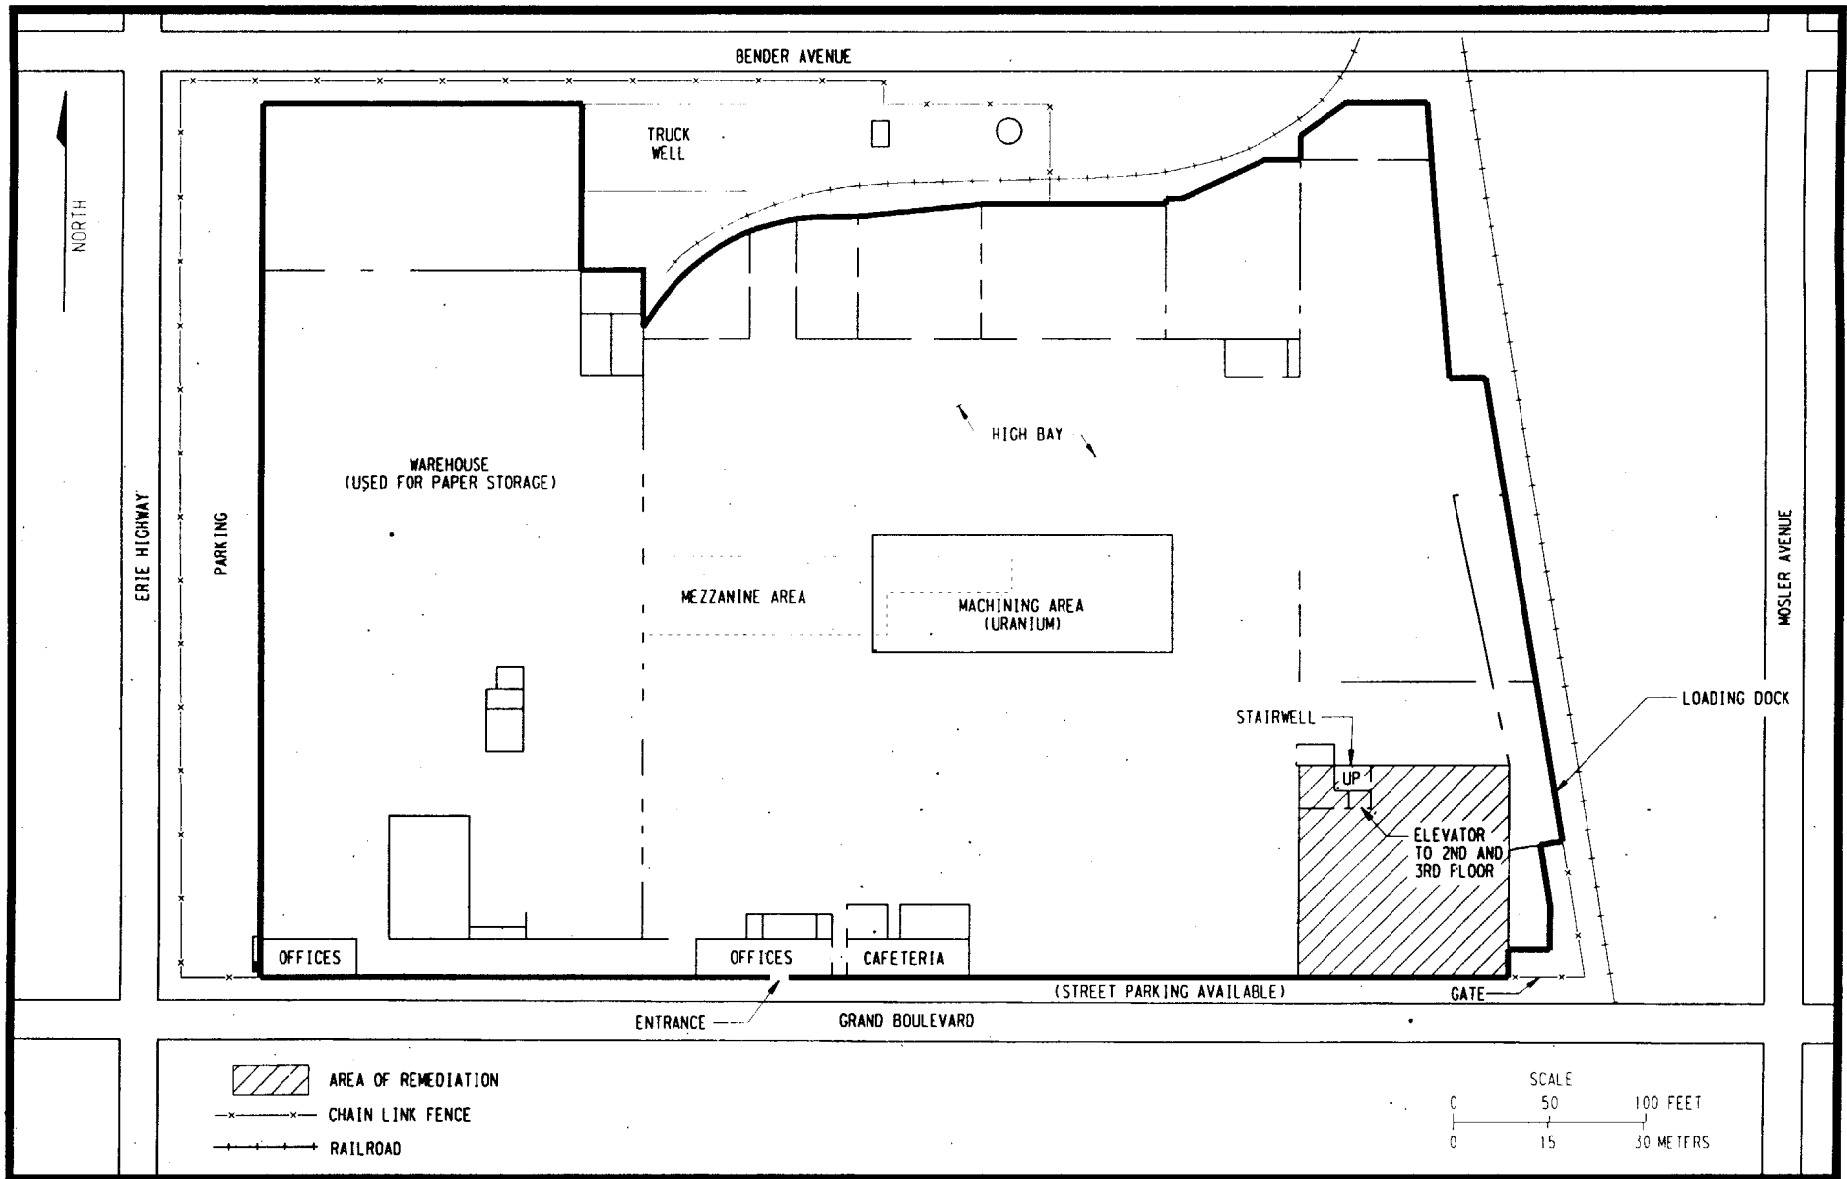 BENDER AVENUE
TRUCK
WELL
NORTH
HIGH BAY
WAREHOUSE
(USED FOR PAPER STORAGE)
ERIE HIGHWAY
PARKING
MEZZANINE AREA
MACHINING AREA
(URANIUM)
MOSLER AVENUE
LOADING DOCK
STAIRWELL
UP
ELEVATOR
TO 2ND AND
3RD FLOOR
OFFICES
OFFICES
CAFETERIA
(STREET PARKING AVAILABLE)
GATE
ENTRANCE
GRAND BOULEVARD
AREA OF REMEDIATION
CHAIN LINK FENCE
RAILROAD
SCALE
0 50 100 FEET
0 15 30 METERS